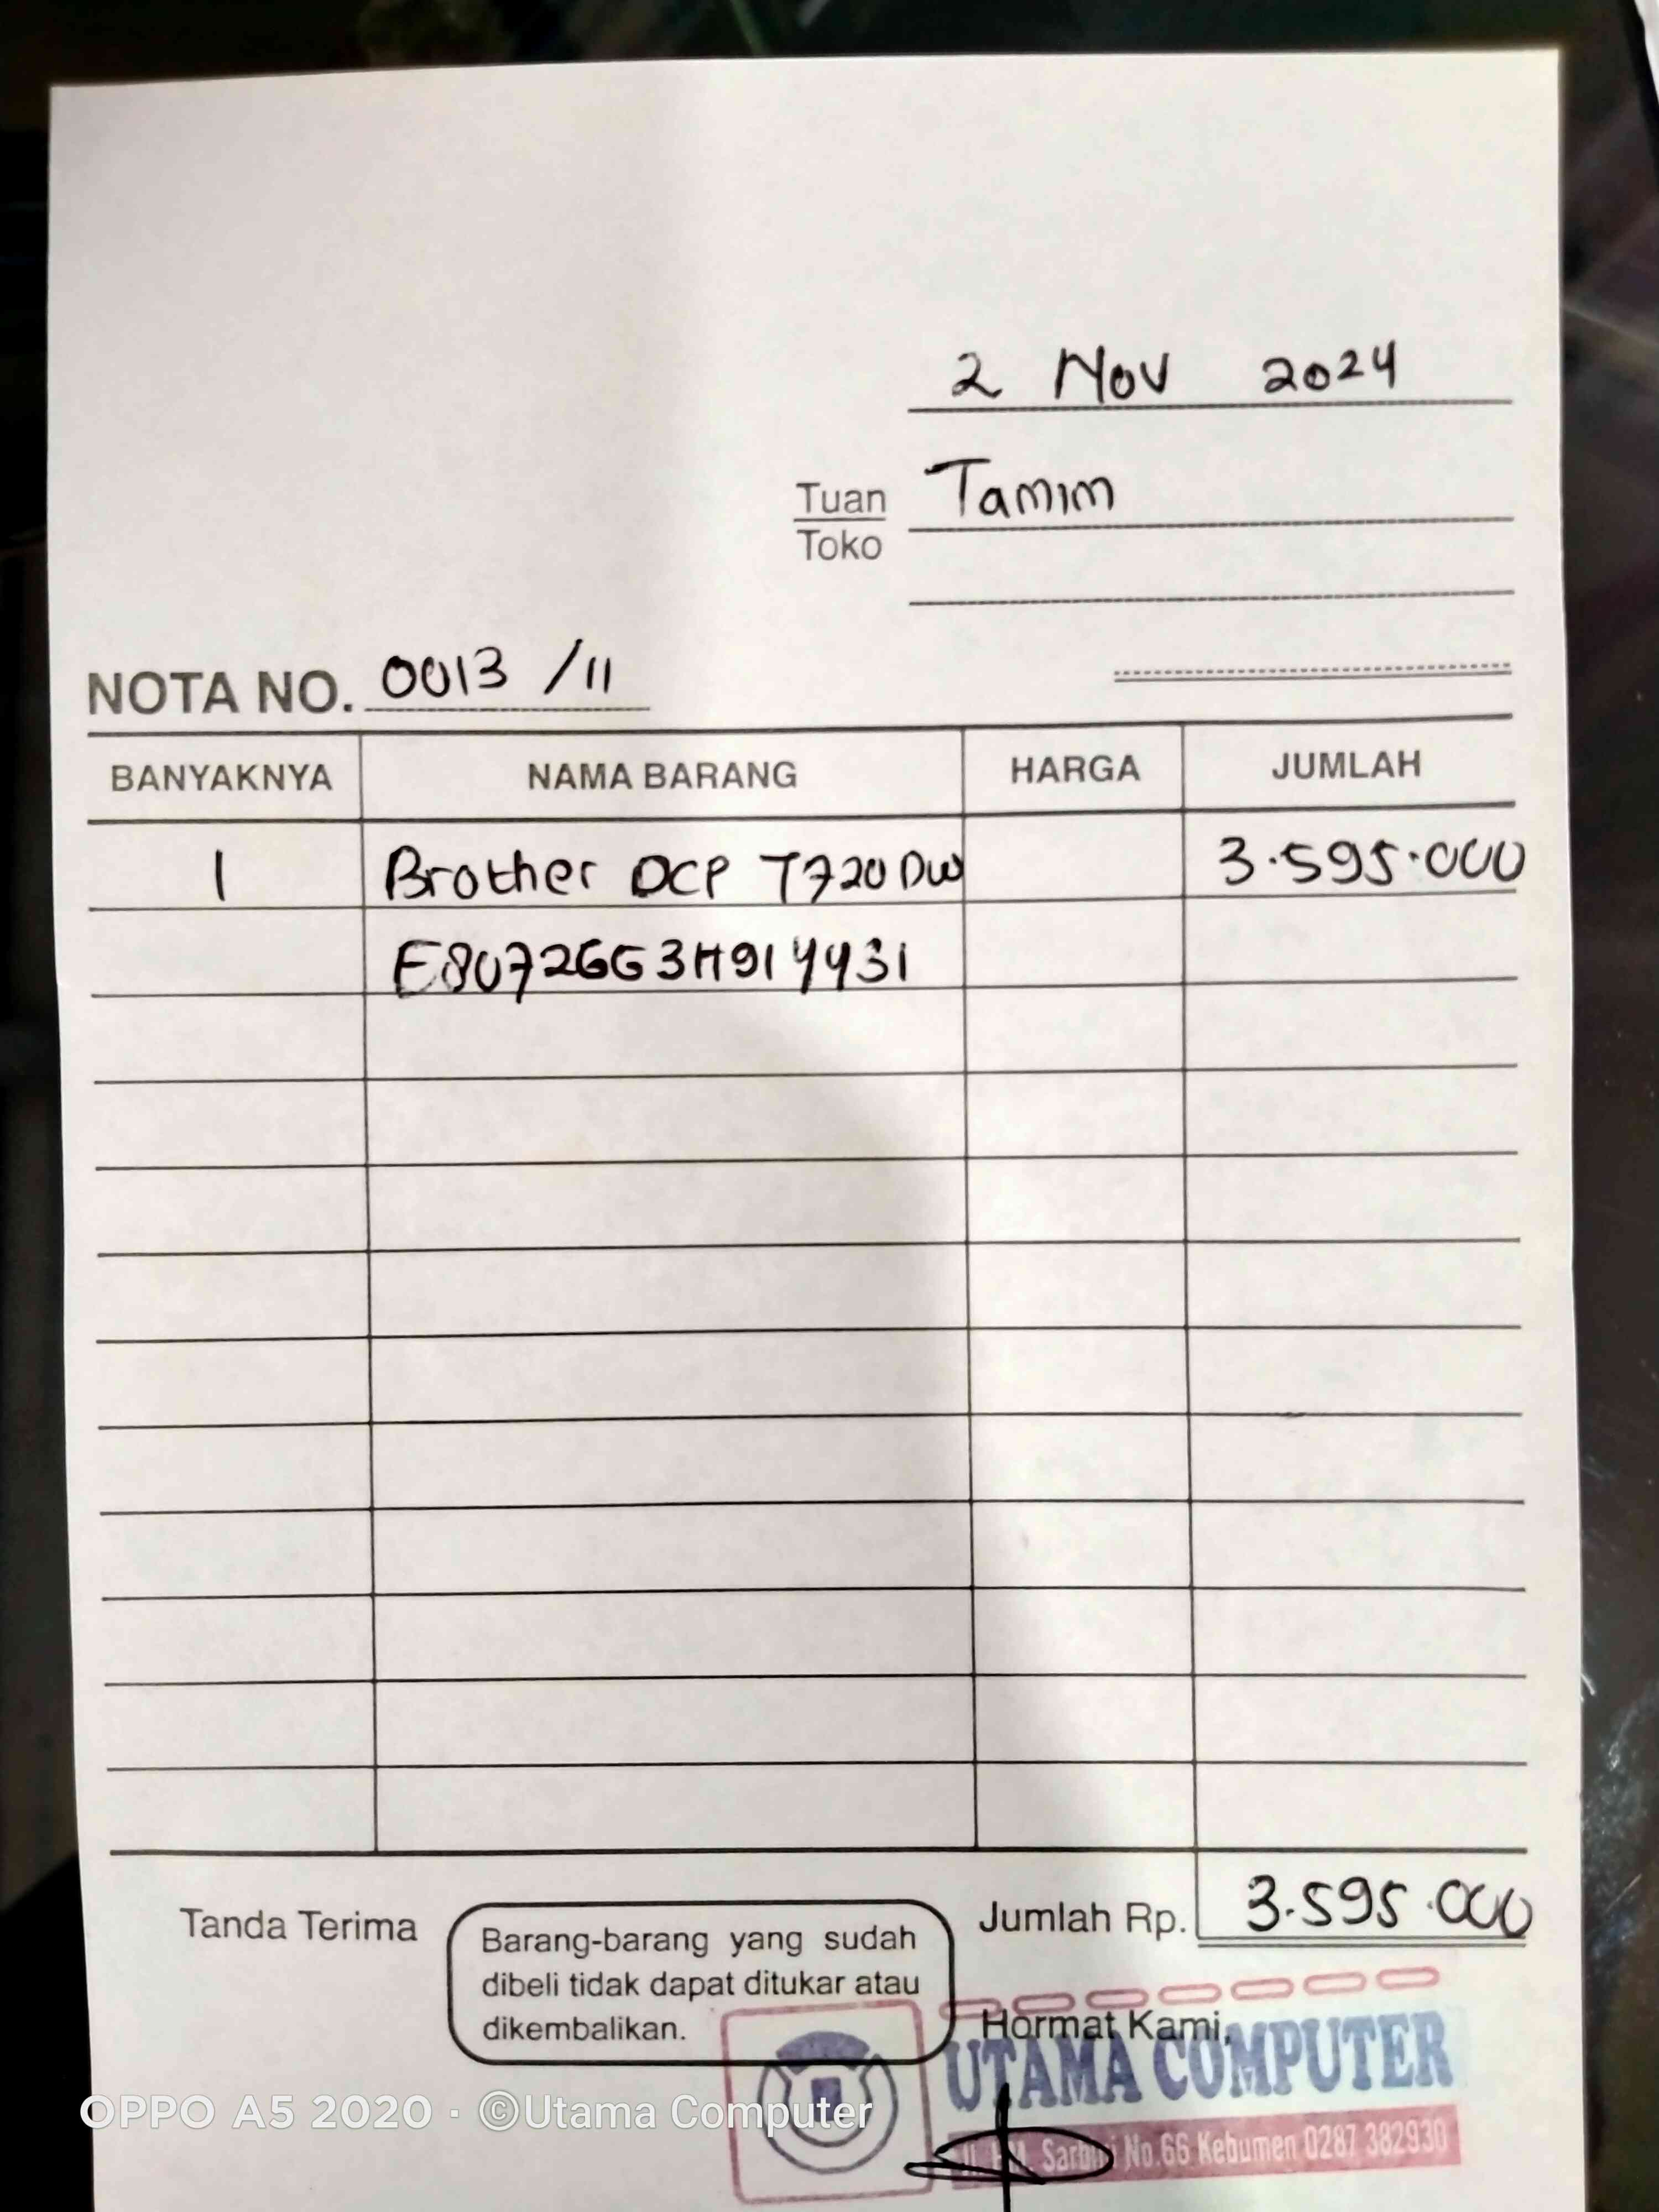 2 Nov 2024
Tuan Tamim
Toko
NOTA NO. 0013 /11
BANYAKNYA NAMA BARANG HARGA JUMLAH
1 Brother DCP T720DW 3.595.000
E80726G3H914431
Jumlah Rp. 3.595.000
Tanda Terima
Barang-barang yang sudah
dibeli tidak dapat ditukar atau
dikembalikan.
Hormat Kami,
UTAMA COMPUTER
Sarbini No.66 Kebumen 0287 382930
OPPO A5 2020 · ©Utama Computer